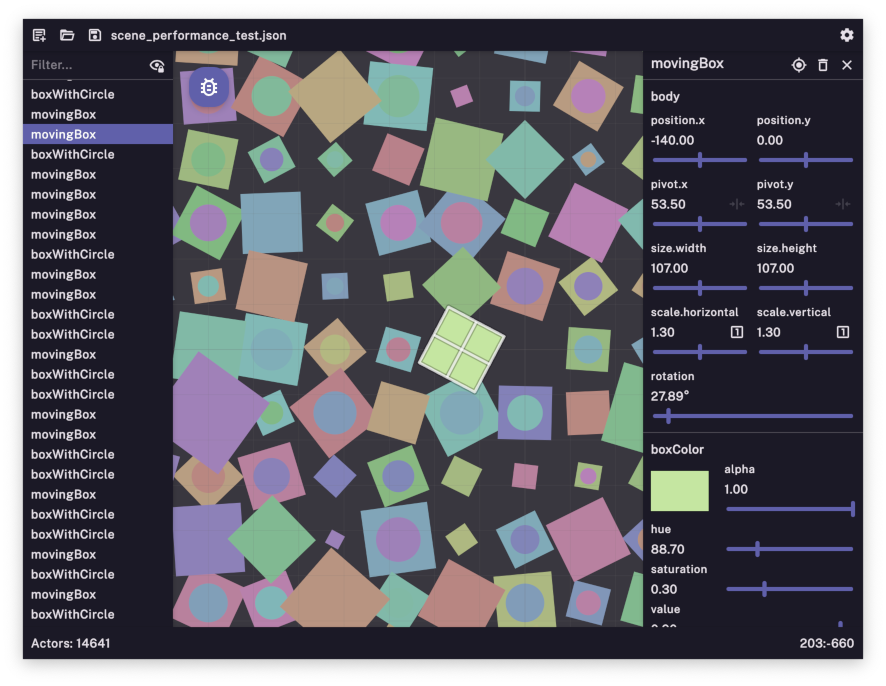 scene_performance_test.json
Filter...
boxWithCircle
movingBox
movingBox
boxWithCircle
movingBox
movingBox
movingBox
movingBox
boxWithCircle
movingBox
movingBox
boxWithCircle
boxWithCircle
movingBox
boxWithCircle
boxWithCircle
movingBox
movingBox
boxWithCircle
boxWithCircle
movingBox
boxWithCircle
boxWithCircle
movingBox
boxWithCircle
movingBox
boxWithCircle
Actors: 14641
movingBox
body
position.x position.y
-140.00 0.00
pivot.x pivot.y
53.50 53.50
size.width size.height
107.00 107.00
scale.horizontal scale.vertical
1.30 1 1.30 1
rotation
27.89°
boxColor
alpha
1.00
hue
88.70
saturation
0.30
value
203:-660